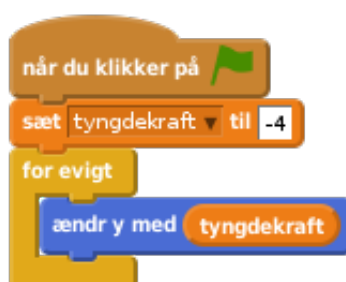 når du klikker på
sæt tyngdekraft til -4
for evigt
ændr y med tyngdekraft